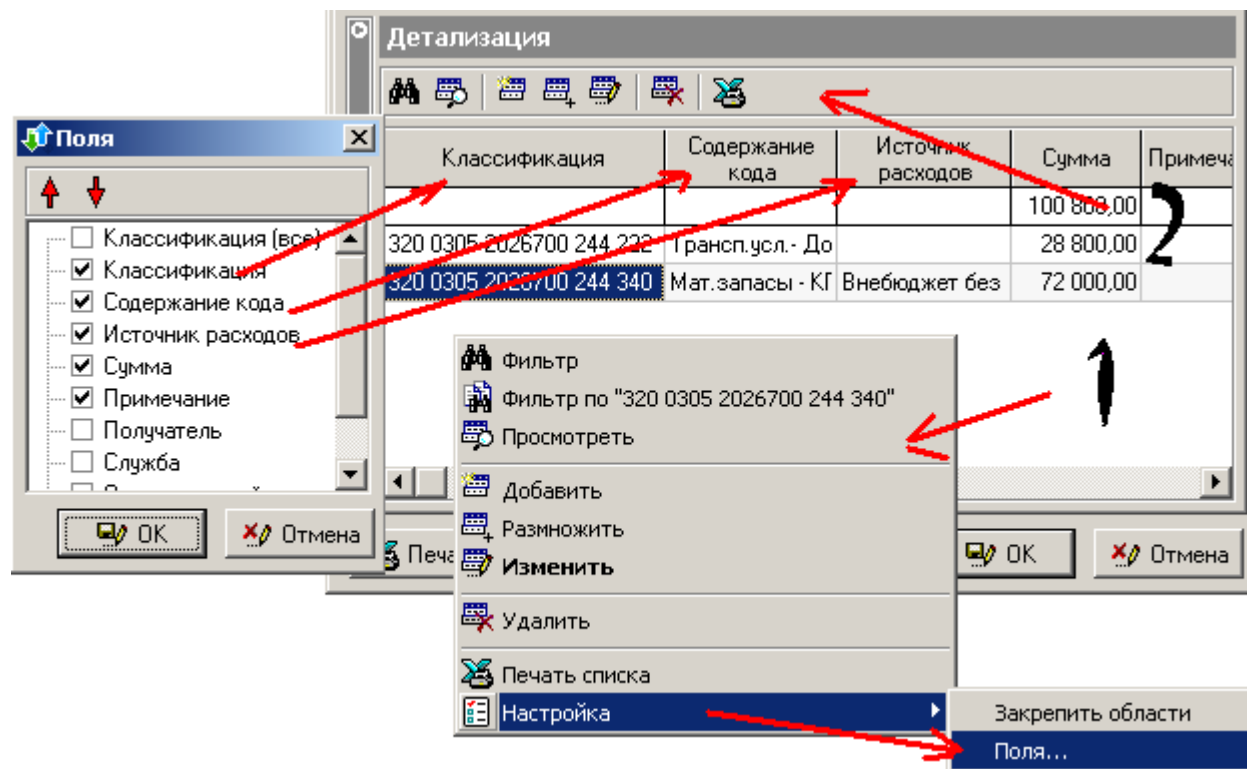 Детализация
Поля
Классификация (все)
Классификация
Содержание кода
Источник расходов
Сумма
Примечание
Получатель
Служба
OK
Отмена
Классификация
Содержание
кода
Источник
расходов
Сумма
Примеча
100 800,00
320 0305 2026700 244 222
Трансп.усл.- До
28 800,00
320 0305 2026700 244 340
Мат.запасы - КГ
Внебюджет без
72 000,00
2
1
Фильтр
Фильтр по "320 0305 2026700 244 340"
Просмотреть
Добавить
Размножить
Изменить
Удалить
Печать списка
Настройка
Закрепить области
Поля...
Печа
OK
Отмена